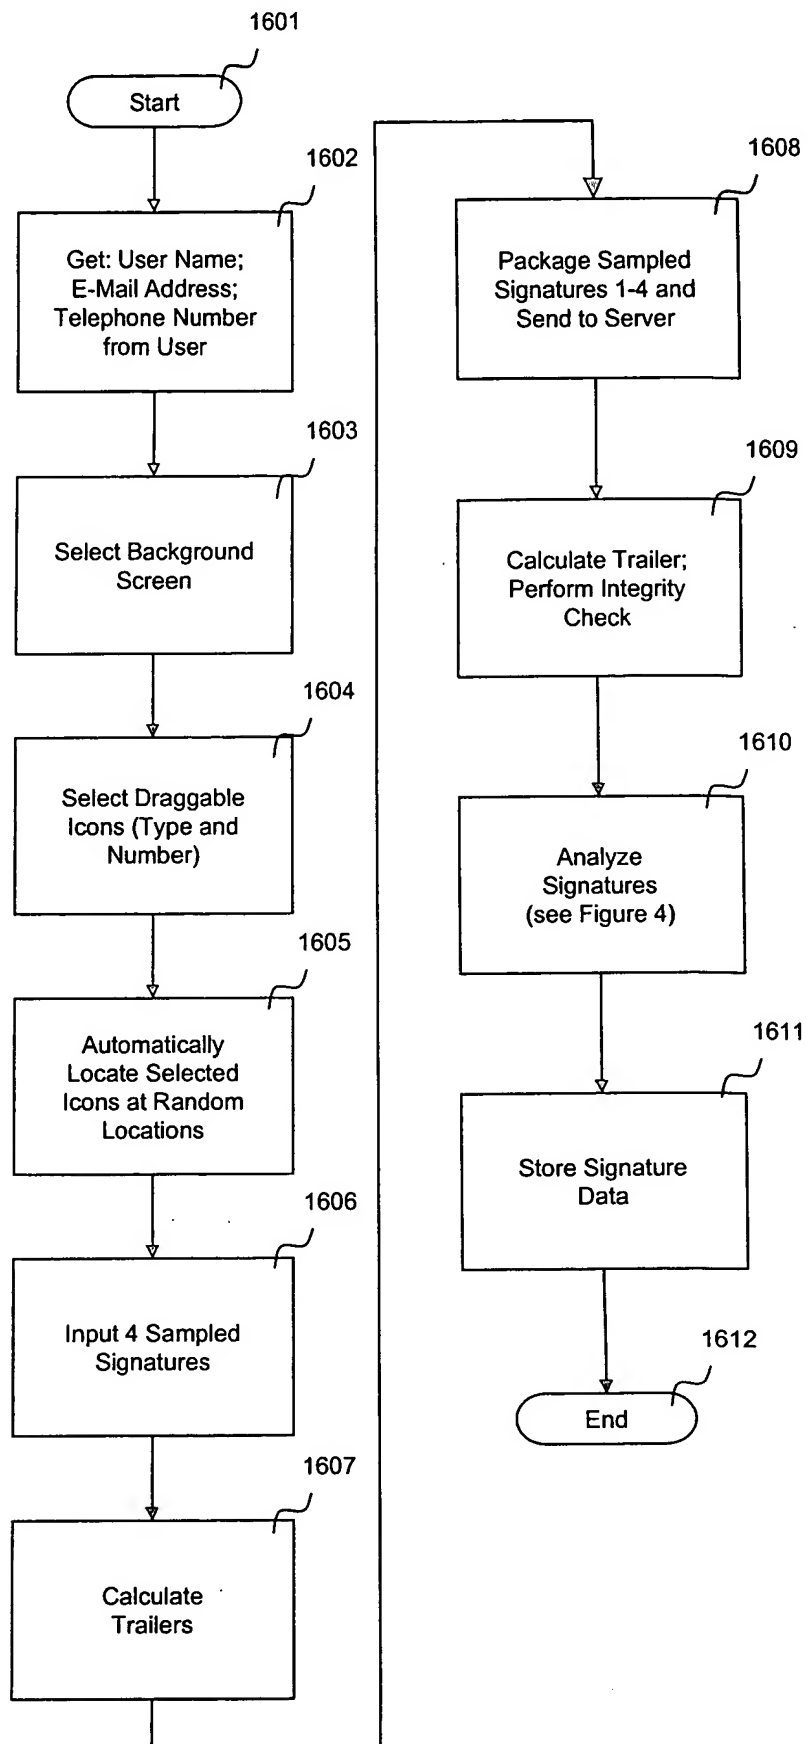 1601
Start
1602
Get: User Name;
E-Mail Address;
Telephone Number
from User
1603
Select Background
Screen
1604
Select Draggable
Icons (Type and
Number)
1605
Automatically
Locate Selected
Icons at Random
Locations
1606
Input 4 Sampled
Signatures
1607
Calculate
Trailers
1608
Package Sampled
Signatures 1-4 and
Send to Server
1609
Calculate Trailer;
Perform Integrity
Check
1610
Analyze
Signatures
(see Figure 4)
1611
Store Signature
Data
1612
End